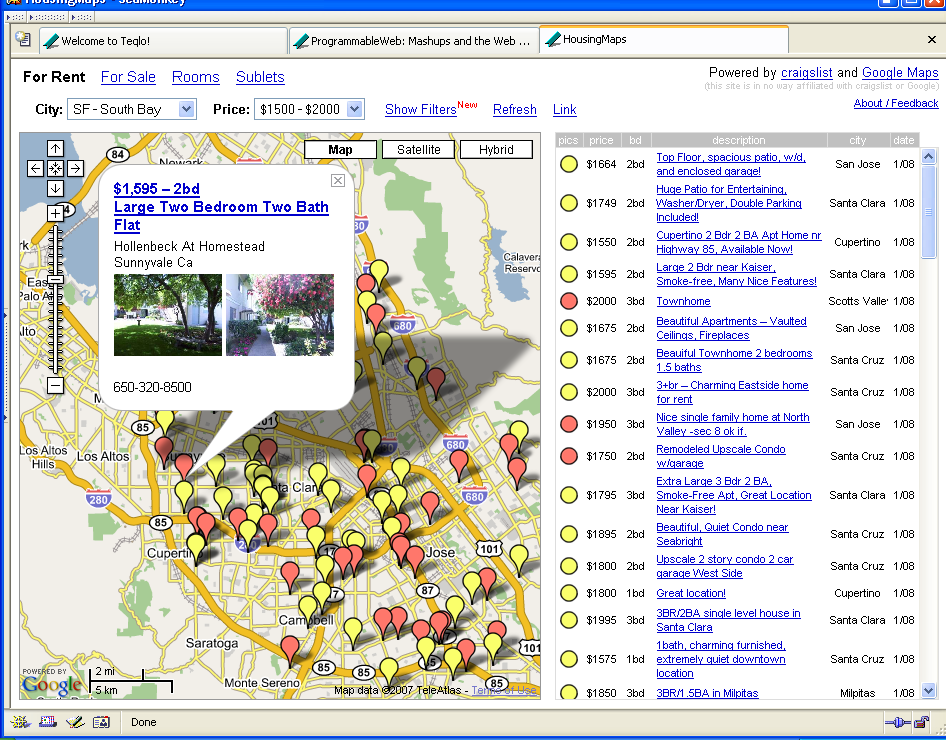 HousingMaps - SeaMonkey
Welcome to Teqlo!
ProgrammableWeb: Mashups and the Web ...
HousingMaps
For Rent For Sale Rooms Sublets
Powered by craigslist and Google Maps
(this site is in no way affiliated with craigslist or Google)
City: SF - South Bay Price: $1500 - $2000 Show Filters New Refresh Link
About / Feedback
Map Satellite Hybrid
84
Newark
$1,595 – 2bd
Large Two Bedroom Two Bath
Flat
Hollenbeck At Homestead
Sunnyvale Ca
650-320-8500
East
Palo Al
Calavera
Reservo
680
85
101
680
Los Altos
Hills
Los Altos
280
280
Santa Clara
680
85
Cupertino
San Jose
101
17
87
Campbell
Saratoga
85
85
85
101
Monte Sereno
POWERED BY
Google
2 mi
5 km
Map data ©2007 TeleAtlas - Terms of Use
pics price bd description city date
$1664 2bd Top Floor, spacious patio, w/d, and enclosed garage! San Jose 1/08
$1749 2bd Huge Patio for Entertaining, Washer/Dryer, Double Parking Included! Santa Clara 1/08
$1550 2bd Cupertino 2 Bdr 2 BA Apt Home nr Highway 85, Available Now! Cupertino 1/08
$1595 2bd Large 2 Bdr near Kaiser, Smoke-free, Many Nice Features! Santa Clara 1/08
$2000 3bd Townhome Scotts Valle 1/08
$1675 2bd Beautiful Apartments – Vaulted Ceilings, Fireplaces San Jose 1/08
$1675 2bd Beauiful Townhome 2 bedrooms 1.5 baths Santa Cruz 1/08
$2000 3bd 3+br – Charming Eastside home for rent Santa Cruz 1/08
$1950 3bd Nice single family home at North Valley -sec 8 ok if. San Jose 1/08
$1750 2bd Remodeled Upscale Condo w/garage Santa Cruz 1/08
$1795 3bd Extra Large 3 Bdr 2 BA, Smoke-Free Apt, Great Location Near Kaiser! Santa Clara 1/08
$1895 2bd Beautiful, Quiet Condo near Seabright Santa Cruz 1/08
$1800 2bd Upscale 2 story condo 2 car garage West Side Santa Cruz 1/08
$1800 1bd Great location! Cupertino 1/08
$1995 3bd 3BR/2BA single level house in Santa Clara Santa Clara 1/08
$1575 1bd 1bath, charming furnished, extremely quiet downtown location Santa Cruz 1/08
$1850 3bd 3BR/1.5BA in Milpitas Milpitas 1/08
Done